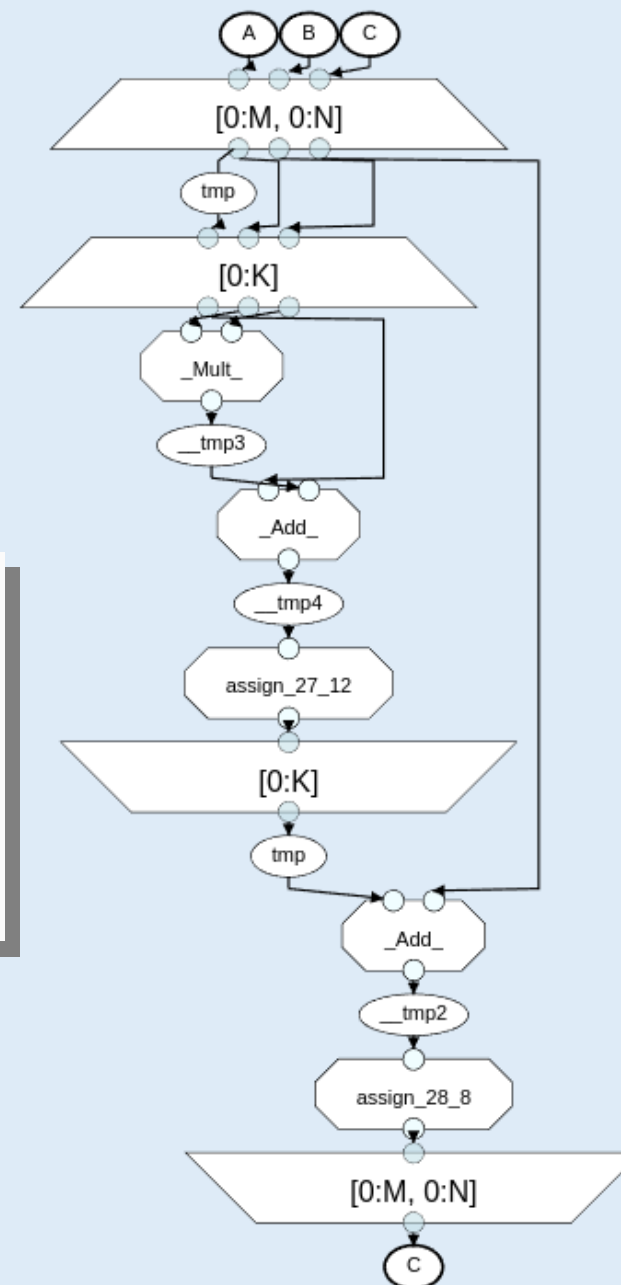 A B C
[0:M, 0:N]
tmp
[0:K]
_Mult_
__tmp3
_Add_
__tmp4
assign_27_12
[0:K]
tmp
_Add_
__tmp2
assign_28_8
[0:M, 0:N]
C